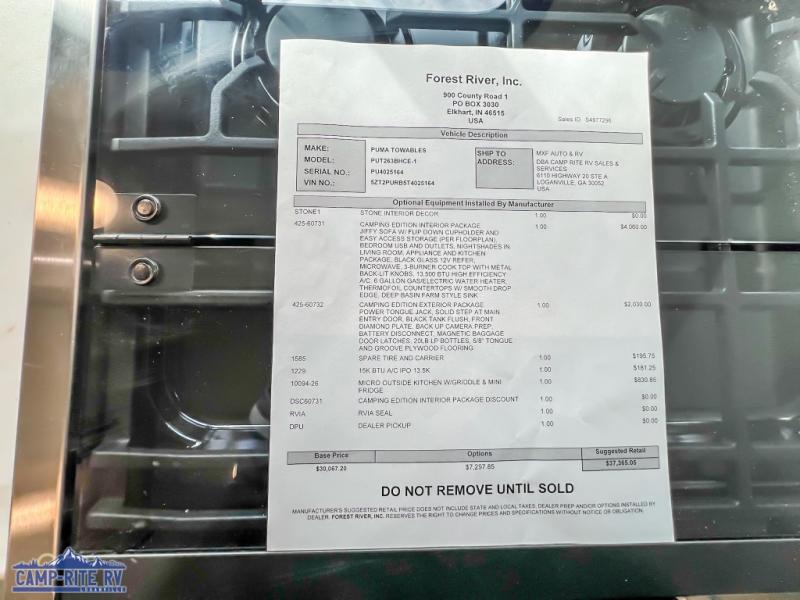 Forest River, Inc.
900 County Road 1
PO BOX 3030
Elkhart, IN 46515
USA
Sales ID S4977296
Vehicle Description
MAKE: PUMA TOWABLES
MODEL: PUT263BHCE-1
SERIAL NO.: PU4025164
VIN NO.: 5ZT2PURB5T4025164
SHIP TO ADDRESS:
MXF AUTO & RV
DBA CAMP RITE RV SALES &
SERVICES
6110 HIGHWAY 20 STE A
LOGANVILLE, GA 30052
USA
Optional Equipment Installed By Manufacturer
STONE1 STONE INTERIOR DECOR 1.00 $0.00
425-60731 CAMPING EDITION INTERIOR PACKAGE 1.00 $4,060.00
JIFFY SOFA W/ FLIP DOWN CUPHOLDER AND
EASY ACCESS STORAGE (PER FLOORPLAN),
BEDROOM USB AND OUTLETS, NIGHTSHADES IN
LIVING ROOM, APPLIANCE AND KITCHEN
PACKAGE, BLACK GLASS 12V REFER,
MICROWAVE, 3-BURNER COOK TOP WITH METAL
BACK-LIT KNOBS, 13,500 BTU HIGH EFFICIENCY
A/C, 6 GALLON GAS/ELECTRIC WATER HEATER,
THERMOFOIL COUNTERTOPS W/ SMOOTH DROP
EDGE, DEEP BASIN FARM STYLE SINK
425-60732 CAMPING EDITION EXTERIOR PACKAGE 1.00 $2,030.00
POWER TONGUE JACK, SOLID STEP AT MAIN
ENTRY DOOR, BLACK TANK FLUSH, FRONT
DIAMOND PLATE, BACK UP CAMERA PREP,
BATTERY DISCONNECT, MAGNETIC BAGGAGE
DOOR LATCHES, 20LB LP BOTTLES, 5/8" TONGUE
AND GROOVE PLYWOOD FLOORING
1585 SPARE TIRE AND CARRIER 1.00 $195.75
1229 15K BTU A/C IPO 13.5K 1.00 $181.25
10094-26 MICRO OUTSIDE KITCHEN W/GRIDDLE & MINI 1.00 $830.85
FRIDGE
DSC60731 CAMPING EDITION INTERIOR PACKAGE DISCOUNT 1.00 $0.00
RVIA RVIA SEAL 1.00 $0.00
DPU DEALER PICKUP 1.00 $0.00
Base Price Options Suggested Retail
$30,067.20 $7,297.85 $37,365.05
DO NOT REMOVE UNTIL SOLD
MANUFACTURER'S SUGGESTED RETAIL PRICE DOES NOT INCLUDE STATE AND LOCAL TAXES, DEALER PREP AND/OR OPTIONS INSTALLED BY
DEALER. FOREST RIVER, INC. RESERVES THE RIGHT TO CHANGE PRICES AND SPECIFICATIONS WITHOUT NOTICE OR OBLIGATION.
CAMP-RITE RV
LOGANVILLE